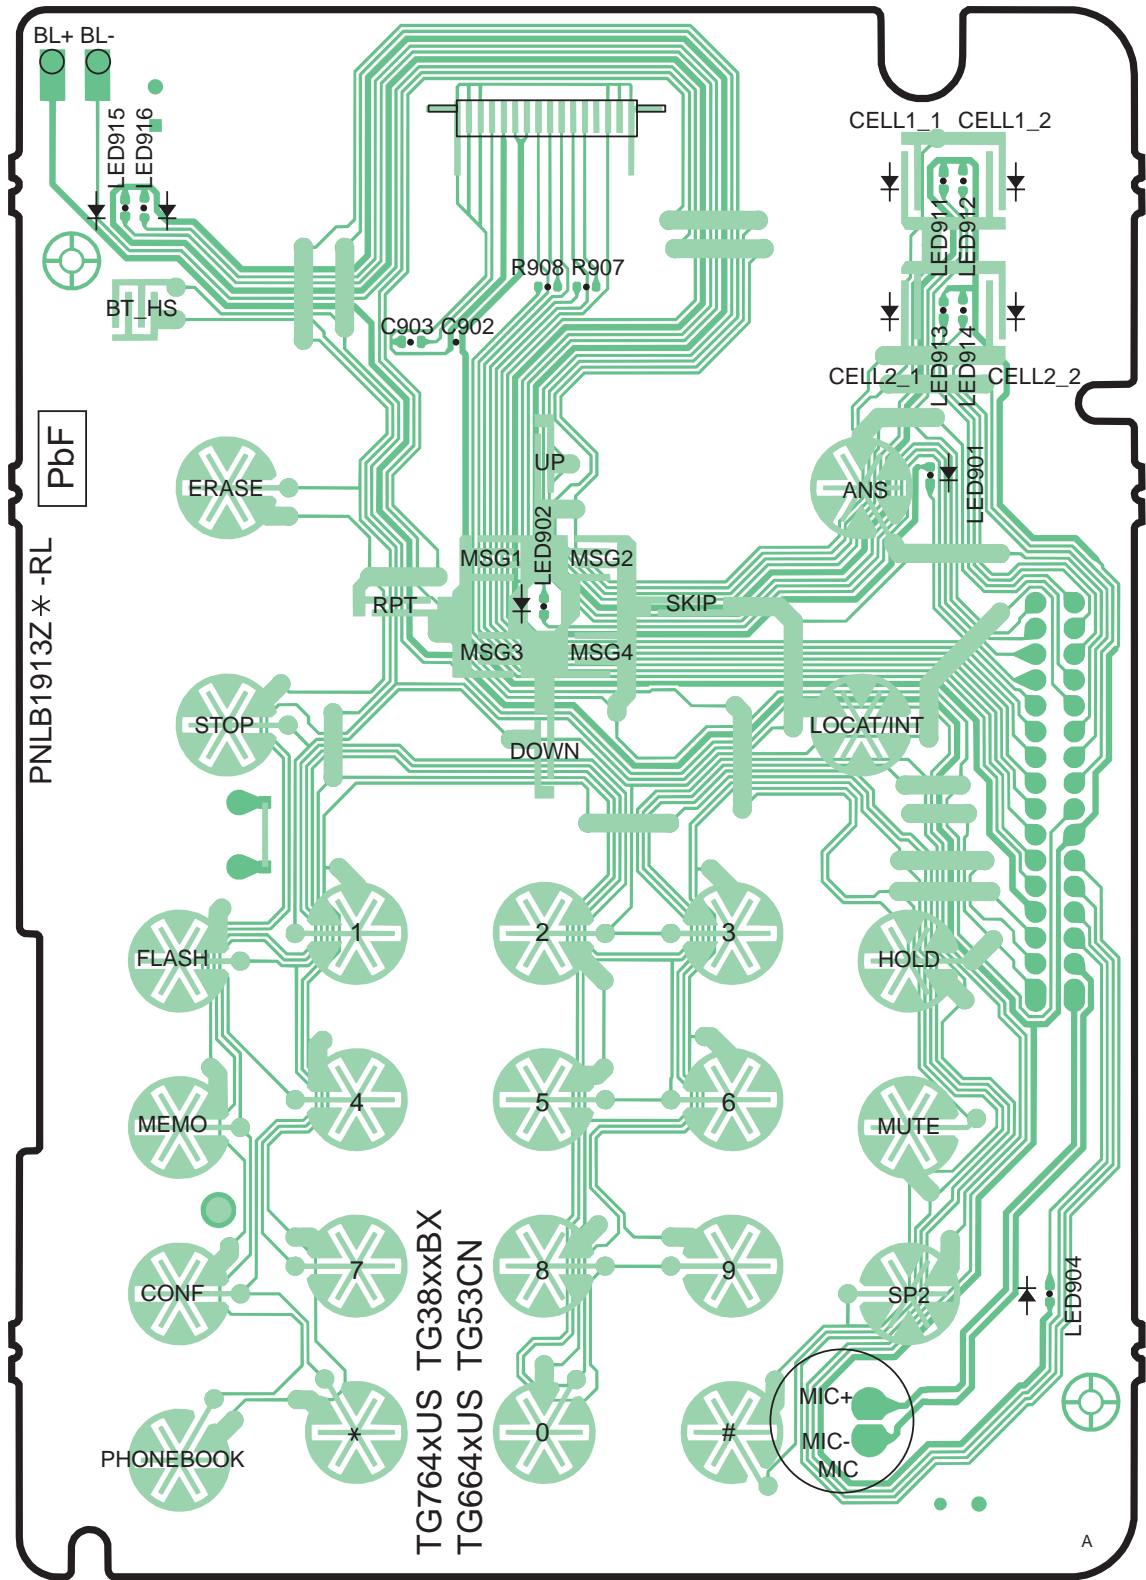 BL+ BL-
LED915
LED916
CELL1_1 CELL1_2
LED911
LED912
R908 R907
BT_HS
C903 C902
LED913
LED914
CELL2_1 CELL2_2
PbF
UP
ERASE
ANS
LED901
LED902
PNLB1913Z＊-RL
MSG1 MSG2
RPT
SKIP
MSG3 MSG4
STOP
LOCAT/INT
DOWN
1
2
3
FLASH
HOLD
4
5
6
MEMO
MUTE
7
8
9
CONF
SP2
LED904
TG764xUS TG38xxBX
TG664xUS TG53CN
MIC+
*
0
#
MIC-
PHONEBOOK
MIC
A